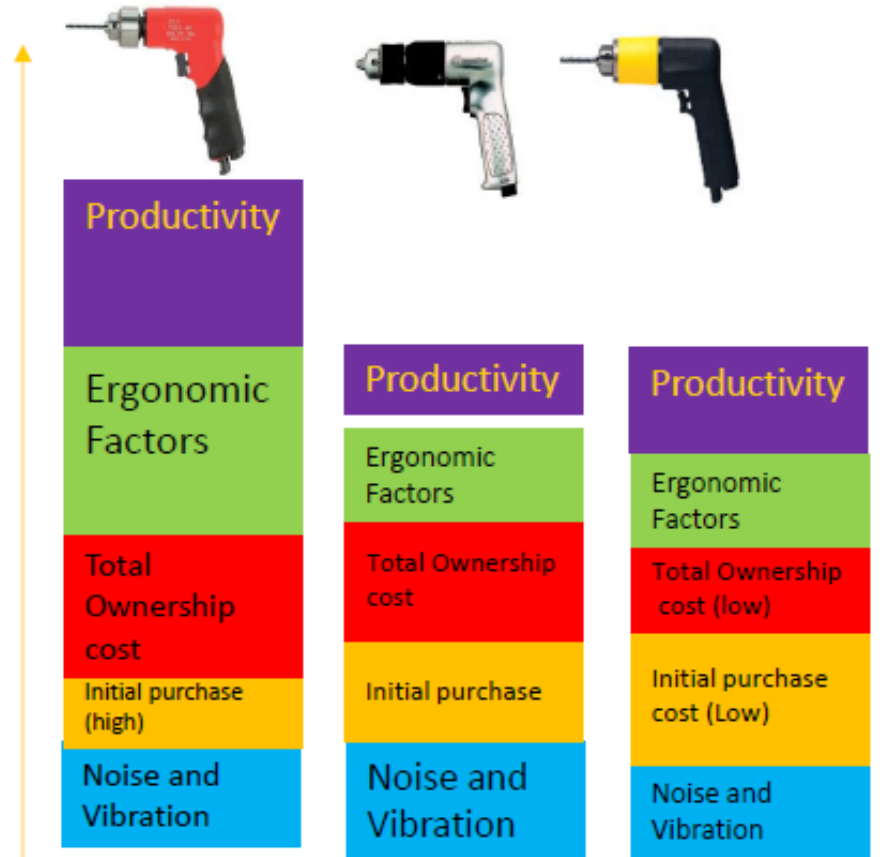 Productivity
Ergonomic
Factors
Total
Ownership
cost
Initial purchase
(high)
Noise and
Vibration
Productivity
Ergonomic
Factors
Total Ownership
cost
Initial purchase
Noise and
Vibration
Productivity
Ergonomic
Factors
Total Ownership
cost (low)
Initial purchase
cost (Low)
Noise and
Vibration